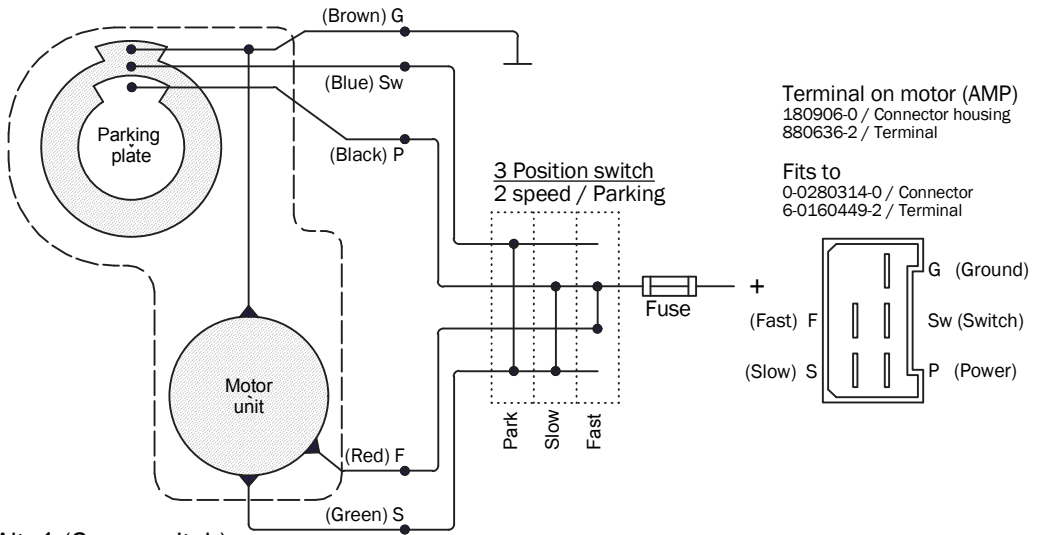 (Brown) G
(Blue) Sw
Parking
plate
(Black) P
3 Position switch
2 speed / Parking
Terminal on motor (AMP)
180906-0 / Connector housing
880636-2 / Terminal
Fits to
0-0280314-0 / Connector
6-0160449-2 / Terminal
Fuse
+
G (Ground)
(Fast) F
Sw (Switch)
(Slow) S
P (Power)
Motor
unit
Park
Slow
Fast
(Red) F
(Green) S